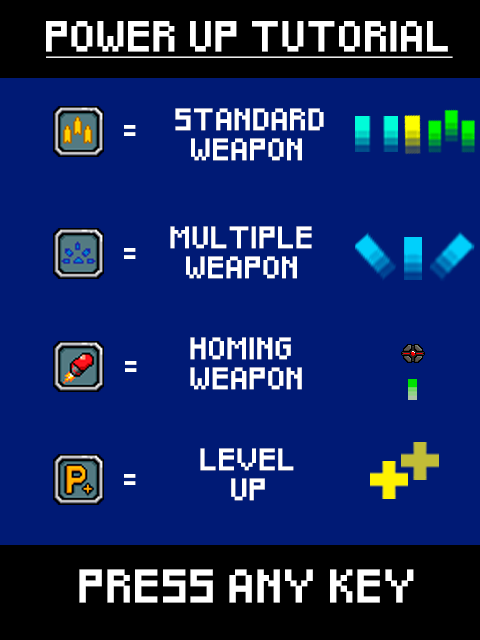 POWER UP TUTORIAL
= STANDARD
WEAPON
= MULTIPLE
WEAPON
= HOMING
WEAPON
P+ = LEVEL
UP
PRESS ANY KEY